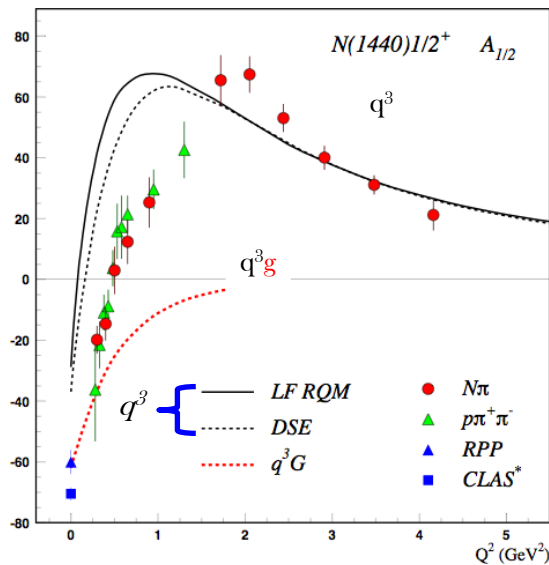 N(1440)1/2⁺ A₁/₂
q³
q³g
q³
LF RQM
DSE
q³G
Nπ
pπ⁺π⁻
RPP
CLAS*
80
60
40
20
0
-20
-40
-60
-80
0 1 2 3 4 5
Q² (GeV²)